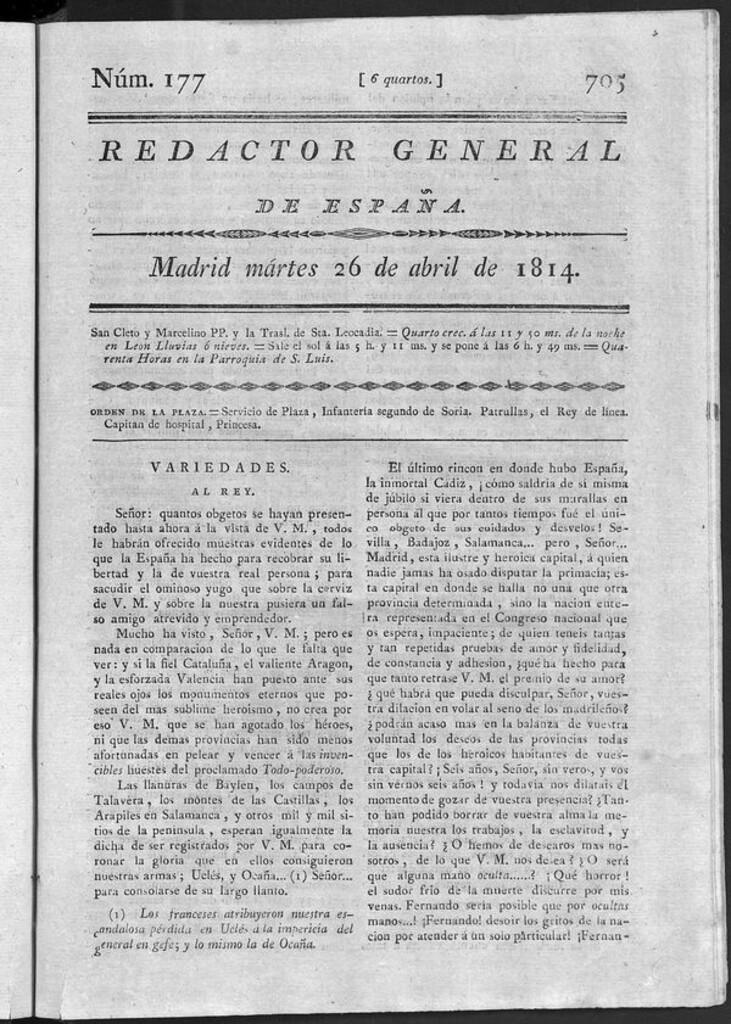 Núm. 177
[ 6 quartos. ]
705
REDACTOR GENERAL
DE ESPAÑA.
Madrid mártes 26 de abril de 1814.
San Cleto y Marcelino PP. y la Trasl. de Sta. Leocadia. = Quarto crec. á las 11 y 50 ms. de la noche
en Leon Lluvias ó nieves. = Sale el sol á las 5 h. y 11 ms. y se pone á las 6 h. y 49 ms. = Qua-
renta Horas en la Parroquia de S. Luis.
ORDEN DE LA PLAZA. = Servicio de Plaza, Infantería segundo de Soria. Patrullas, el Rey de línea.
Capitan de hospital, Princesa.
VARIEDADES.
AL REY.
Señor: quantos obgetos se hayan presen-
tado hasta ahora á la vista de V. M., todos
le habrán ofrecido muestras evidentes de lo
que la España ha hecho para recobrar su li-
bertad y la de vuestra real persona; para
sacudir el ominoso yugo que sobre la cerviz
de V. M. y sobre la nuestra pusiera un fal-
so amigo atrevido y emprendedor.
Mucho ha visto, Señor, V. M.; pero es
nada en comparacion de lo que le falta que
ver: y si la fiel Cataluña, el valiente Aragon,
y la esforzada Valencia han puesto ante sus
reales ojos los monumentos eternos que po-
seen del mas sublime heroismo, no crea por
eso V. M. que se han agotado los héroes,
ni que las demas provincias han sido menos
afortunadas en pelear y vencer á las inven-
cibles huestes del proclamado Todo-poderoso.
Las llanuras de Baylen, los campos de
Talavera, los montes de las Castillas, los
Arapiles en Salamanca, y otros mil y mil si-
tios de la península, esperan igualmente la
dicha de ser registrados por V. M. para co-
ronar la gloria que en ellos consiguieron
nuestras armas; Uclés, y Ocaña... (1) Señor...
para consolarse de su largo llanto.
(1) Los franceses atribuyeron nuestra es-
candalosa pérdida en Uclés á la impericia del
general en gefe; y lo mismo la de Ocaña.
El último rincon en donde hubo España,
la inmortal Cadiz, ¡cómo saldria de sí misma
de júbilo si viera dentro de sus murallas en
persona al que por tantos tiempos fué el úni-
co obgeto de sus cuidados y desvelos! Se-
villa, Badajoz, Salamanca... pero, Señor...
Madrid, esta ilustre y heroica capital, á quien
nadie jamas ha osado disputar la primacía; es-
ta capital en donde se halla no una que otra
provincia determinada, sino la nacion ente-
ra representada en el Congreso nacional que
os espera, impaciente; de quien teneis tantas
y tan repetidas pruebas de amor y fidelidad,
de constancia y adhesion, ¿qué ha hecho para
que tanto retrase V. M. el premio de su amor?
¿qué habrá que pueda disculpar, Señor, vues-
tra dilacion en volar al seno de los madrileños?
¿podrán acaso mas en la balanza de vuestra
voluntad los deseos de las provincias todas
que los de los heroicos habitantes de vues-
tra capital? ¡Seis años, Señor, sin veros, y vos
sin vernos seis años! y todavia nos dilatais el
momento de gozar de vuestra presencia? ¿Tan-
to han podido borrar de vuestra alma la me-
moria nuestra los trabajos, la esclavitud, y
la ausencia? ¿O hemos de desearos mas no-
sotros, de lo que V. M. nos desea? ¿O será
que alguna mano oculta......? ¡Qué horror!
el sudor frio de la muerte discurre por mis
venas. Fernando seria posible que por ocultas
manos...! ¡Fernando! desoir los gritos de la na-
cion por atender á un solo particular! ¡Fernan-